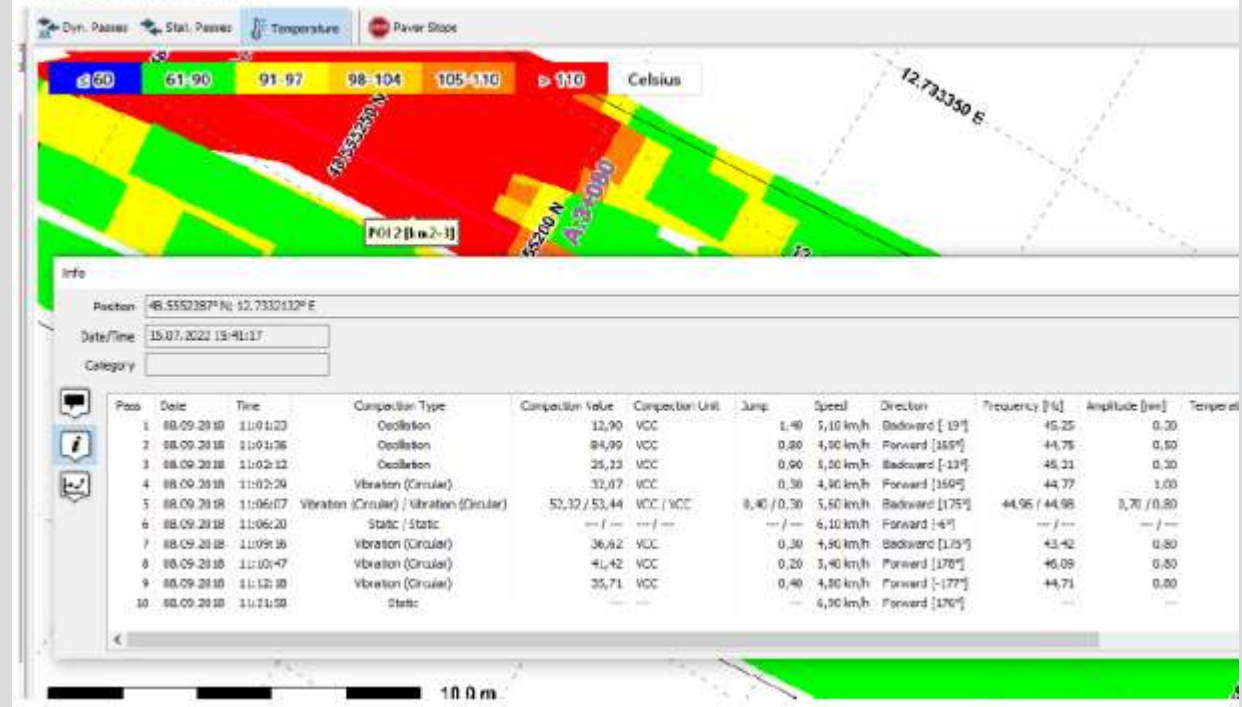 Dyn. Passes Stat. Passes Temperature Paver Stops
≤ 60 61-90 91-97 98-104 105-110 > 110 Celsius
12.733350 E
48.555250 N
A:3+080
55200 N
POI 2 [km2-3]
Info
Position 48.5552387° N; 12.7332132° E
Date/Time 15.07.2022 15:41:17
Category
Pass Date Time Compaction Type Compaction Value Compaction Unit Jump Speed Direction Frequency [Hz] Amplitude [mm] Temperat
1 08.09.2018 11:01:23 Oscillation 12,90 VCC 1,40 5,10 km/h Backward [-19°] 45,25 0,30
2 08.09.2018 11:01:36 Oscillation 84,99 VCC 0,80 4,90 km/h Forward [165°] 44,75 0,50
3 08.09.2018 11:02:12 Oscillation 25,23 VCC 0,90 km/h Backward [-13°] 45,21 0,30
4 08.09.2018 11:02:29 Vibration (Circular) 32,07 VCC 0,30 4,90 km/h Forward [169°] 44,77 1,00
5 08.09.2018 11:06:07 Vibration (Circular) / Vibration (Circular) 52,32 / 53,44 VCC / VCC 0,40 / 0,30 5,60 km/h Backward [175°] 44,96 / 44,98 0,70 / 0,80
6 08.09.2018 11:06:20 Static / Static --- / --- --- / --- --- / --- 6,10 km/h Forward [-6°] --- / --- --- / ---
7 08.09.2018 11:09:16 Vibration (Circular) 36,62 VCC 0,30 4,90 km/h Backward [175°] 43,42 0,80
8 08.09.2018 11:10:47 Vibration (Circular) 41,42 VCC 0,20 5,40 km/h Forward [178°] 46,09 0,80
9 08.09.2018 11:12:18 Vibration (Circular) 35,71 VCC 0,40 4,80 km/h Forward [-177°] 44,71 0,80
10 08.09.2018 11:21:58 Static --- --- --- 6,90 km/h Forward [176°] --- ---
10.0 m